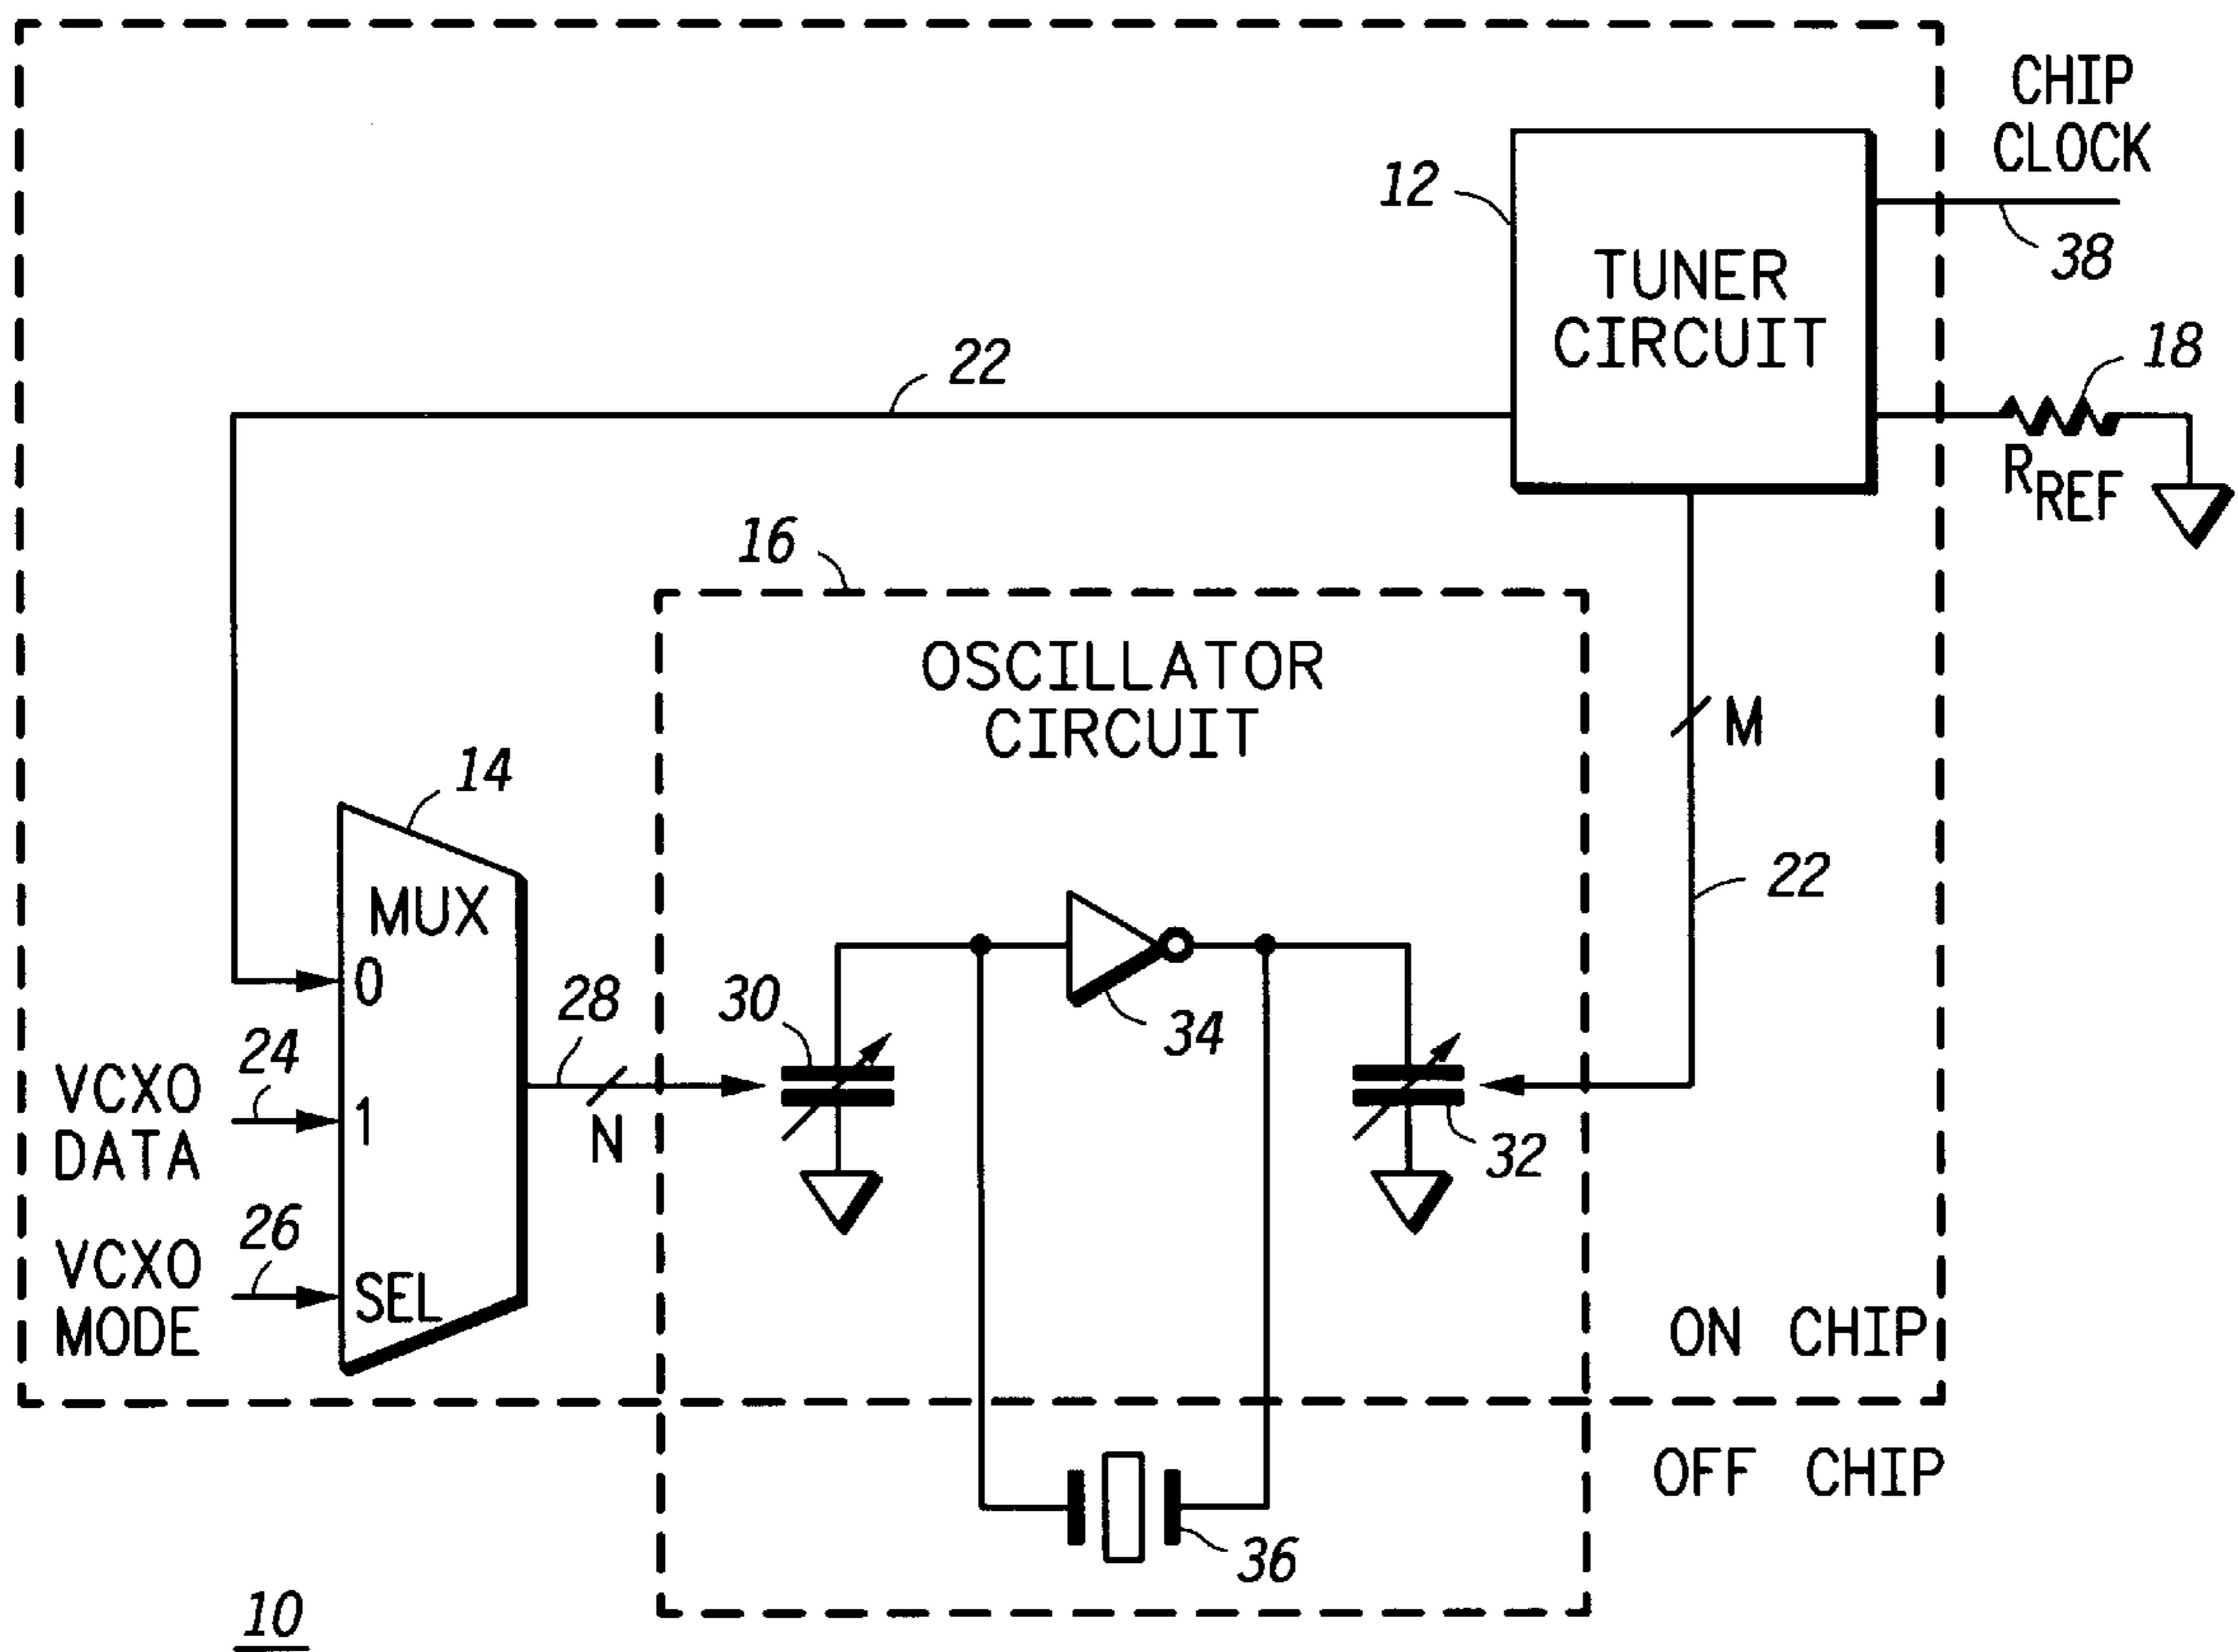 CHIP
CLOCK
12
TUNER
CIRCUIT
38
18
22
R REF
16
OSCILLATOR
CIRCUIT
M
14
22
MUX
0
28
30
34
VCXO
DATA
24
1
N
32
VCXO
MODE
26
SEL
ON CHIP
OFF CHIP
36
10